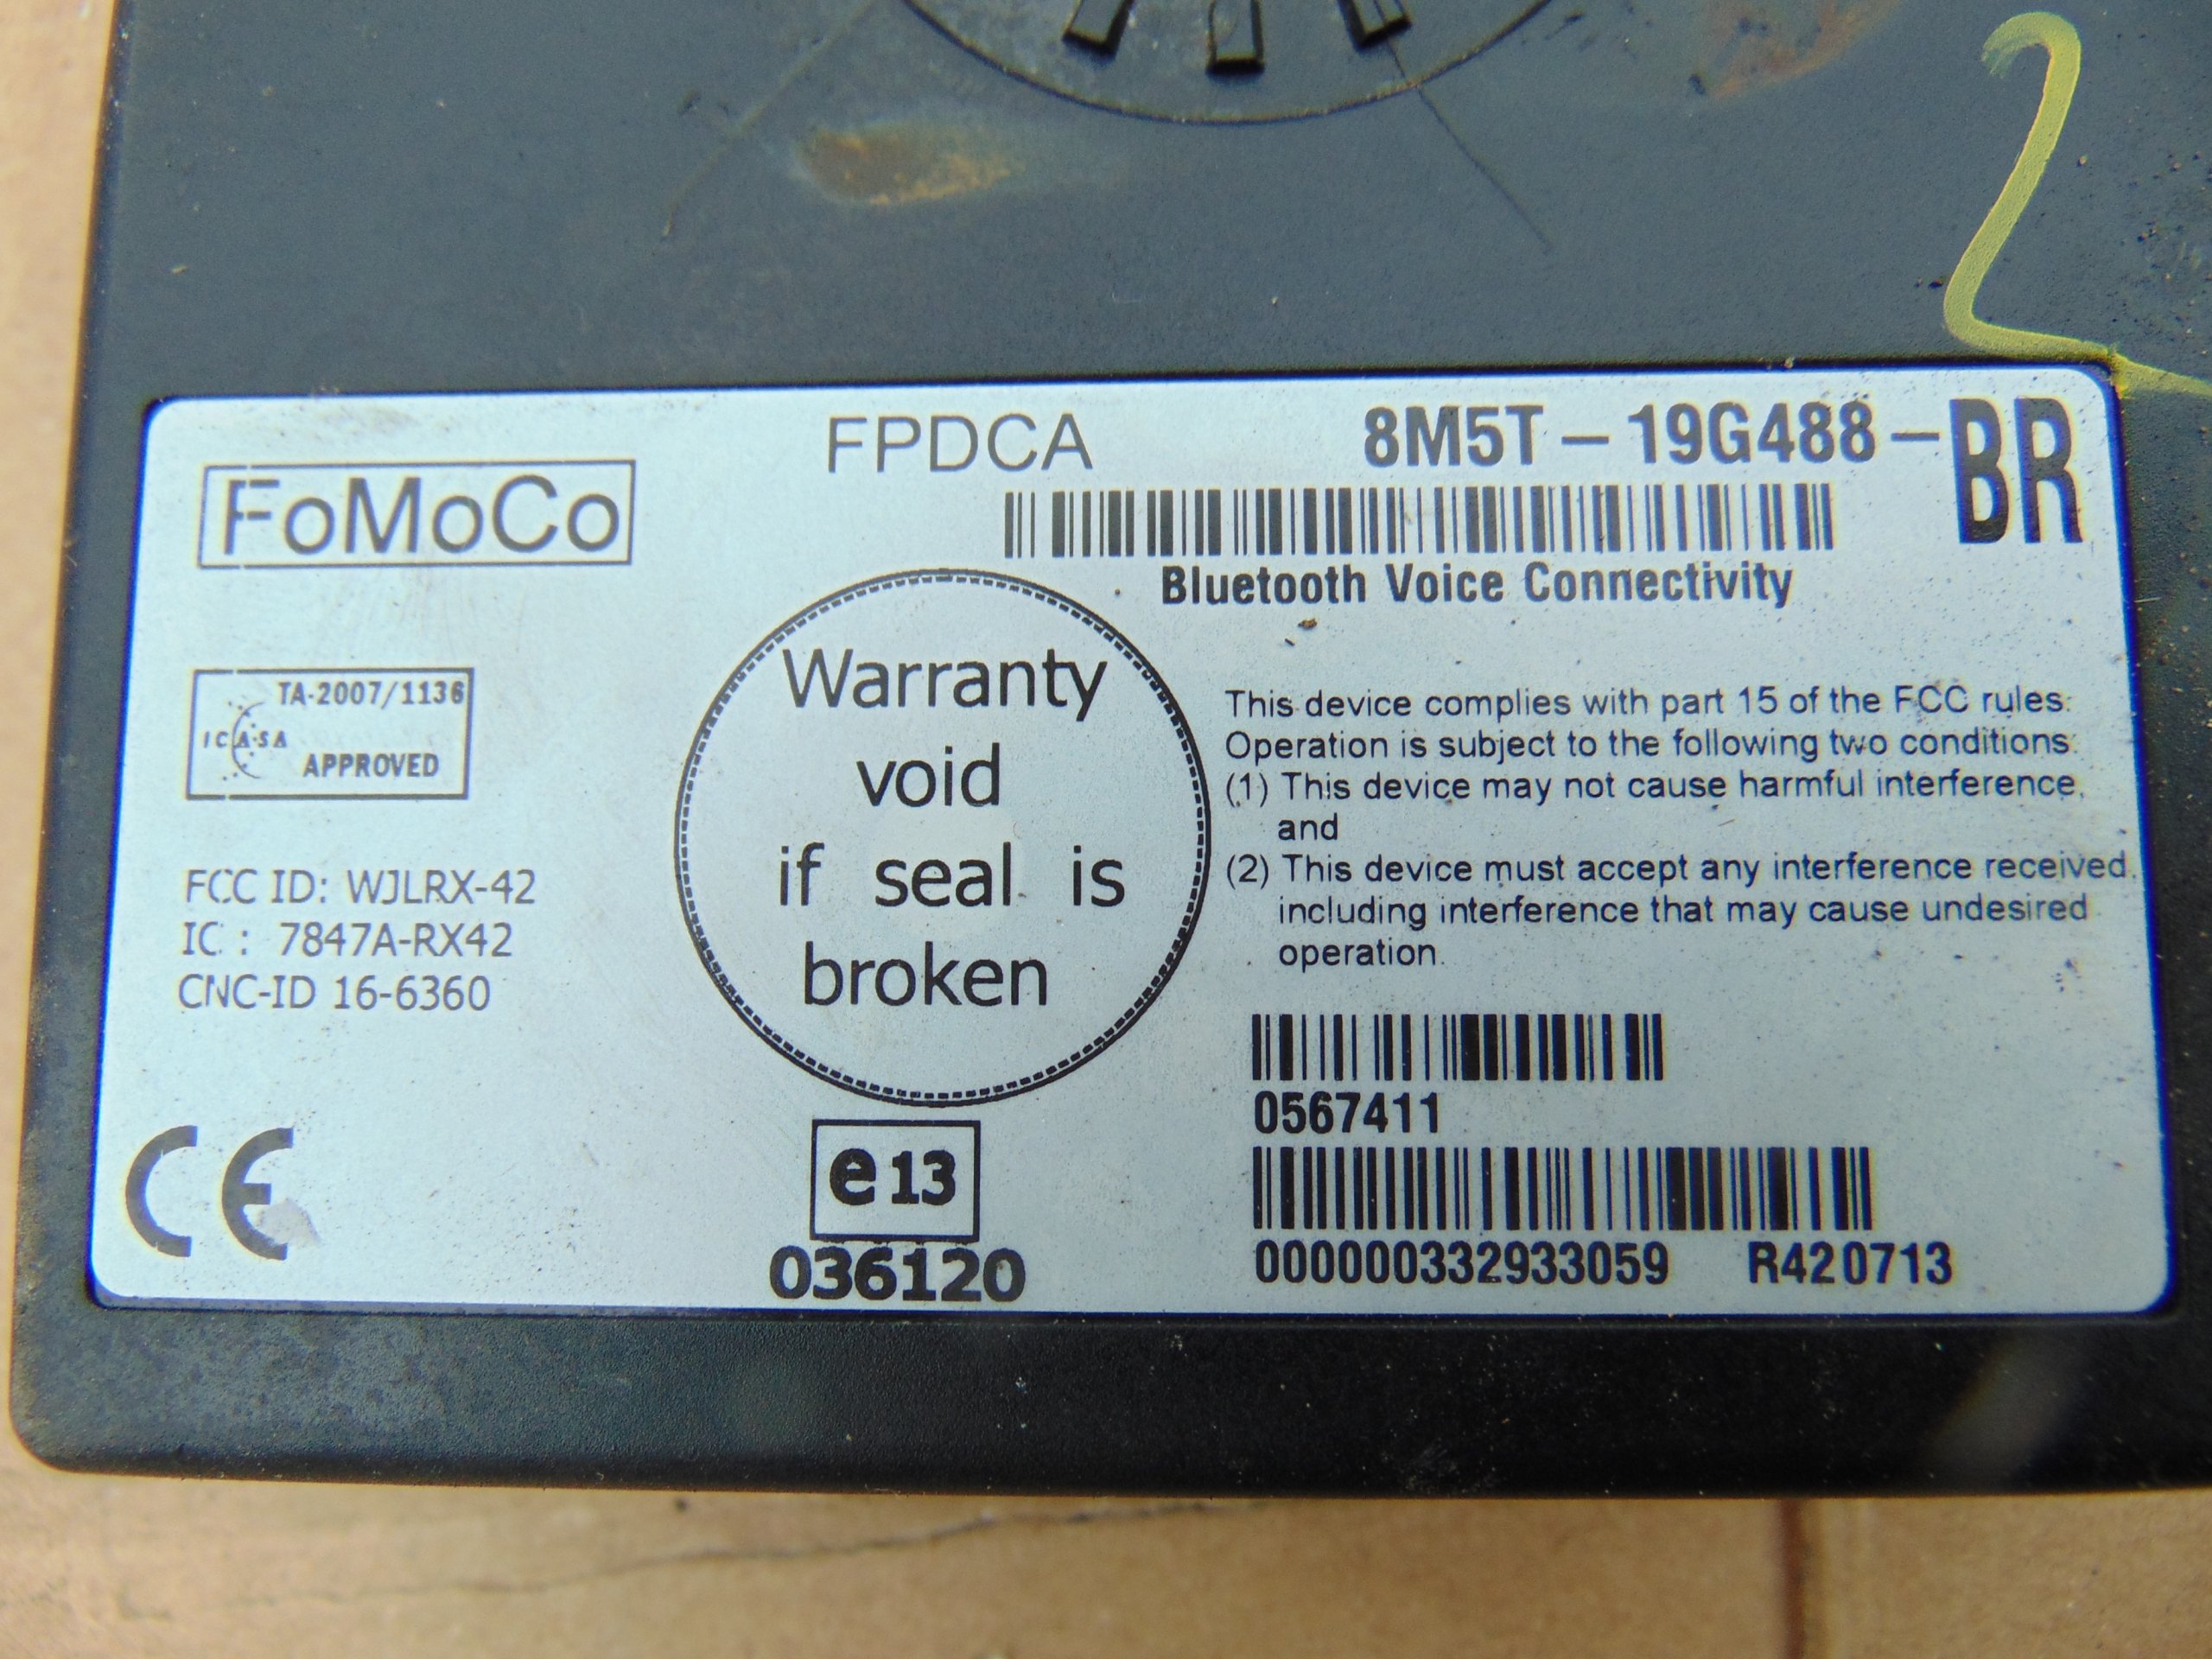 2
FPDCA
8M5T - 19G488 - BR
FoMoCo
Bluetooth Voice Connectivity
TA-2007/1136
ICASA
APPROVED
Warranty
void
if seal is
broken
This device complies with part 15 of the FCC rules.
Operation is subject to the following two conditions:
(1) This device may not cause harmful interference,
and
(2) This device must accept any interference received,
including interference that may cause undesired
operation.
FCC ID: WJLRX-42
IC : 7847A-RX42
CNC-ID 16-6360
0567411
CE
e13
036120
000000332933059 R420713